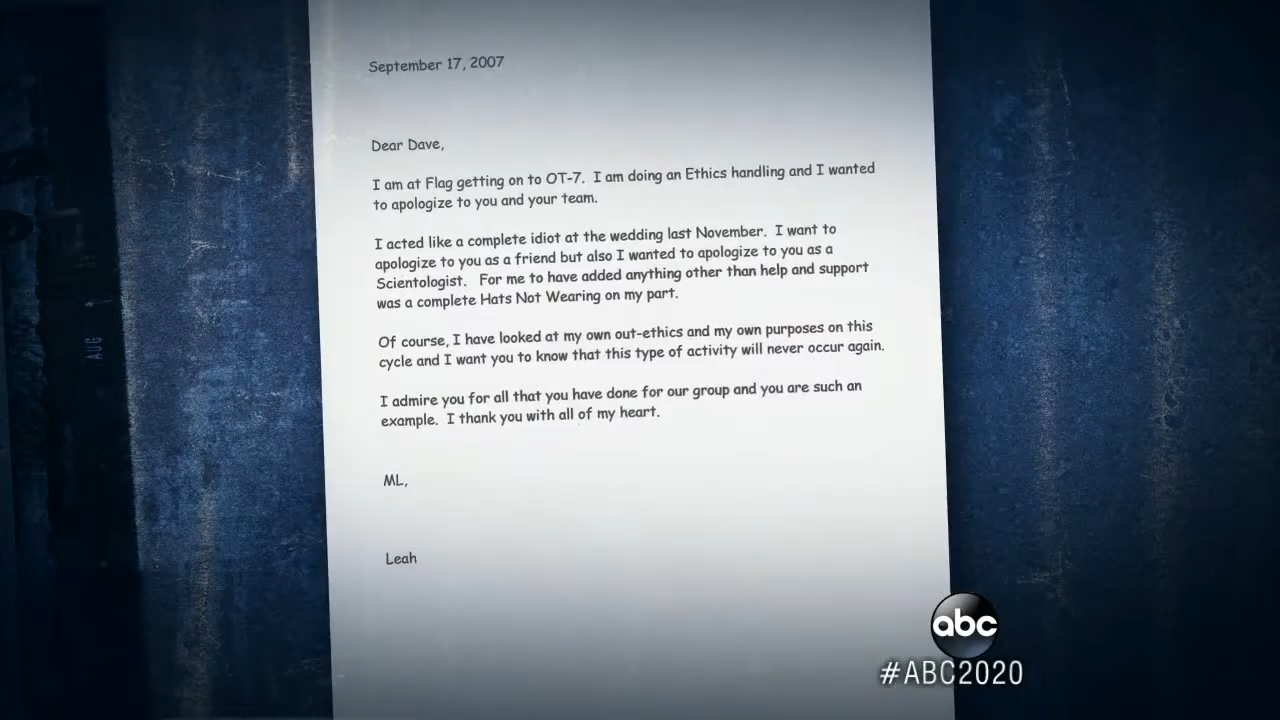 September 17, 2007
Dear Dave,
I am at Flag getting on to OT-7. I am doing an Ethics handling and I wanted
to apologize to you and your team.
I acted like a complete idiot at the wedding last November. I want to
apologize to you as a friend but also I wanted to apologize to you as a
Scientologist. For me to have added anything other than help and support
was a complete Hats Not Wearing on my part.
Of course, I have looked at my own out-ethics and my own purposes on this
cycle and I want you to know that this type of activity will never occur again.
I admire you for all that you have done for our group and you are such an
example. I thank you with all of my heart.
ML,
Leah
AUG
abc
#ABC2020